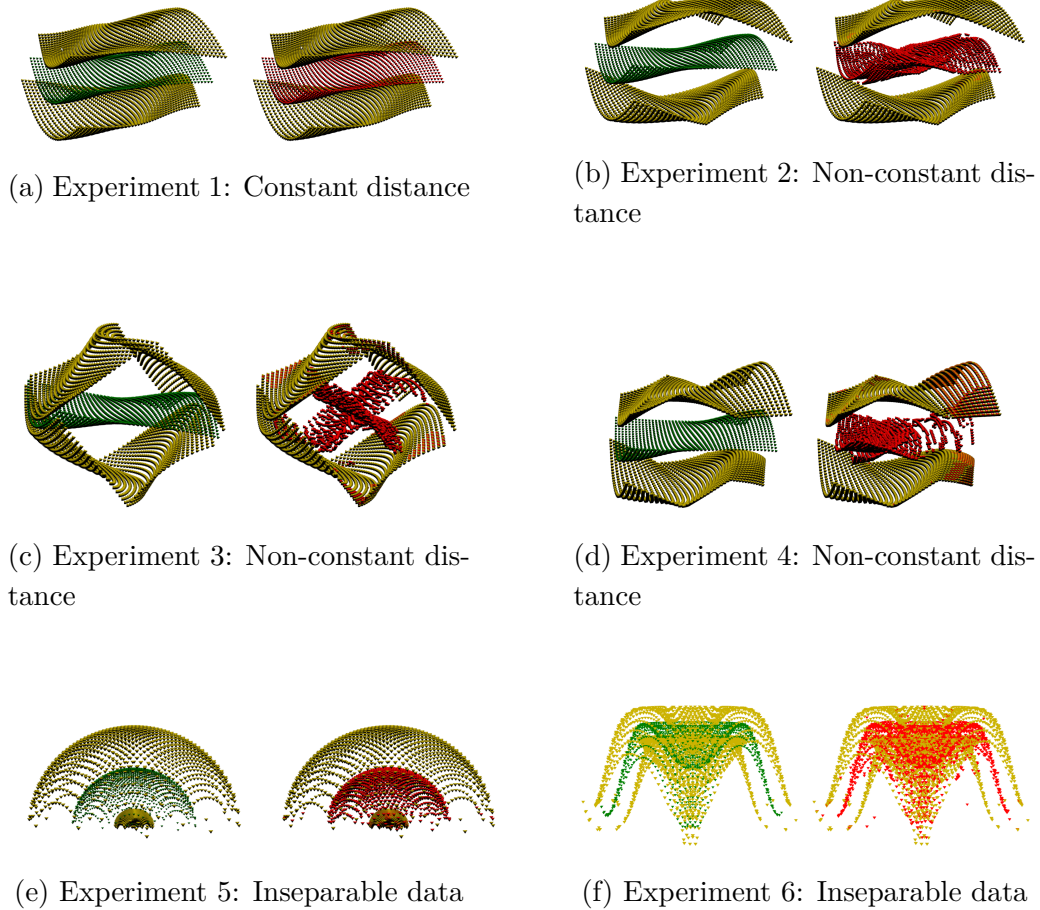 (a) Experiment 1: Constant distance
(b) Experiment 2: Non-constant dis-
tance
(c) Experiment 3: Non-constant dis-
tance
(d) Experiment 4: Non-constant dis-
tance
(e) Experiment 5: Inseparable data
(f) Experiment 6: Inseparable data